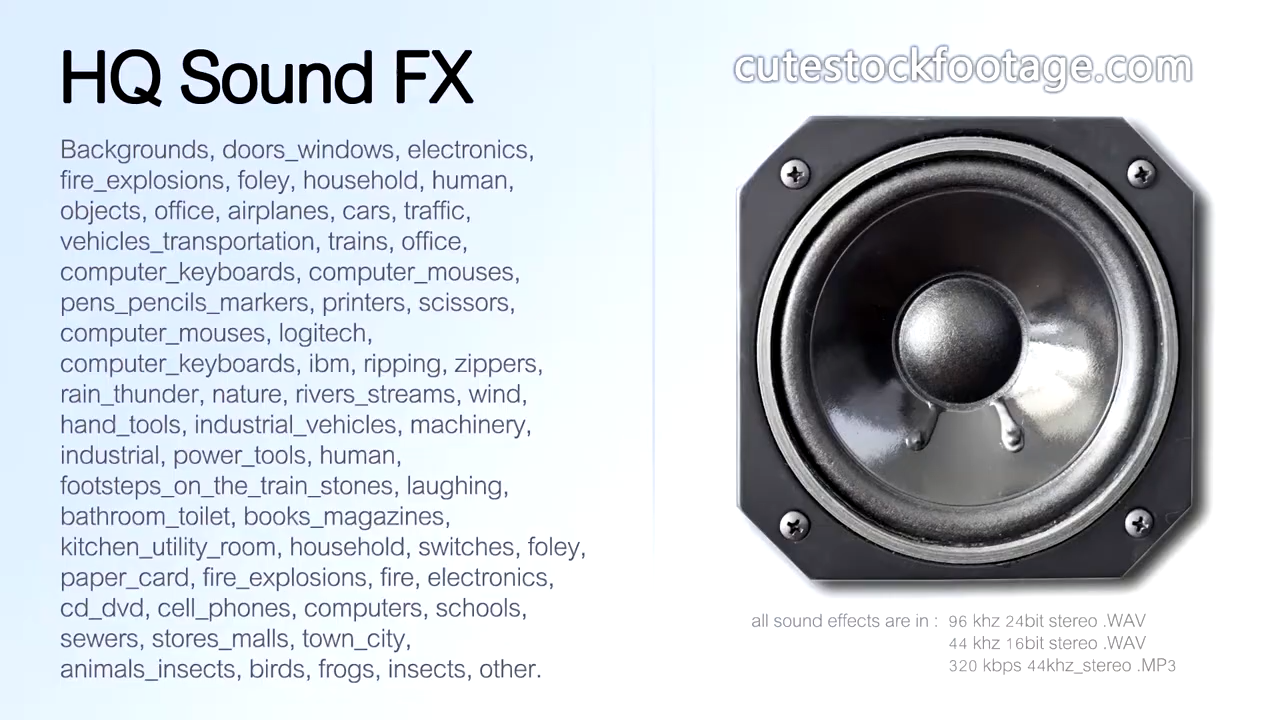 HQ Sound FX
cutestockfootage.com
Backgrounds, doors_windows, electronics,
fire_explosions, foley, household, human,
objects, office, airplanes, cars, traffic,
vehicles_transportation, trains, office,
computer_keyboards, computer_mouses,
pens_pencils_markers, printers, scissors,
computer_mouses, logitech,
computer_keyboards, ibm, ripping, zippers,
rain_thunder, nature, rivers_streams, wind,
hand_tools, industrial_vehicles, machinery,
industrial, power_tools, human,
footsteps_on_the_train_stones, laughing,
bathroom_toilet, books_magazines,
kitchen_utility_room, household, switches, foley,
paper_card, fire_explosions, fire, electronics,
cd_dvd, cell_phones, computers, schools,
sewers, stores_malls, town_city,
animals_insects, birds, frogs, insects, other.
all sound effects are in : 96 khz 24bit stereo .WAV
44 khz 16bit stereo .WAV
320 kbps 44khz_stereo .MP3